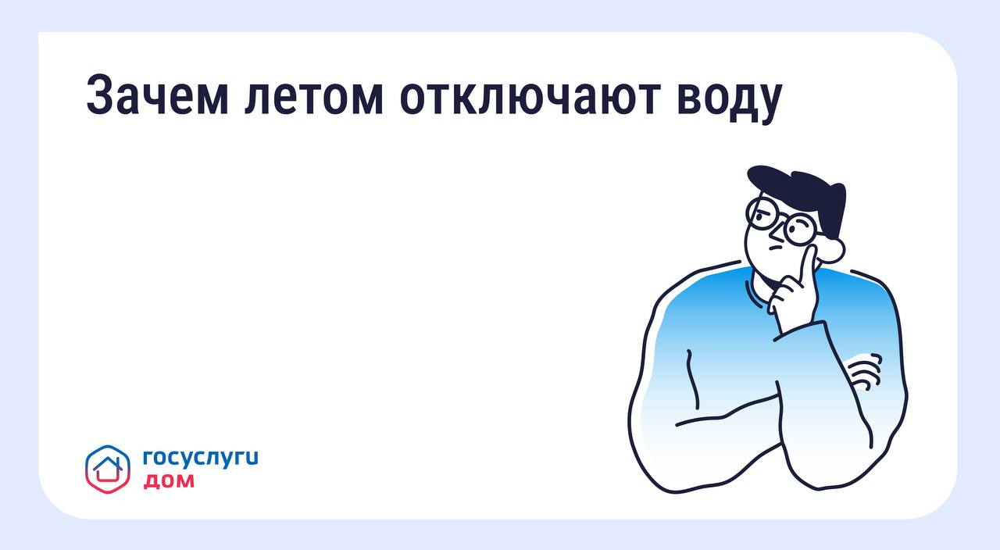 Зачем летом отключают воду
госуслуги
дом